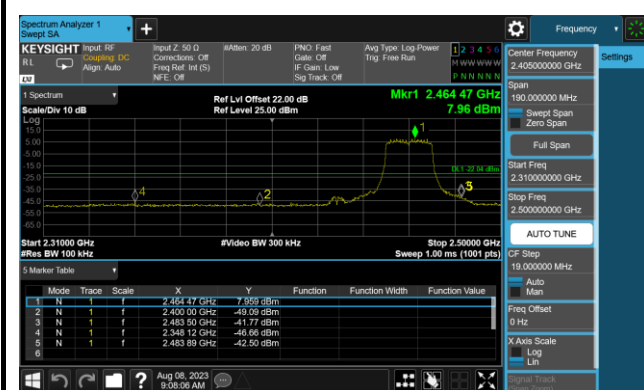 Spectrum Analyzer 1
Swept SA
Frequency
KEYSIGHT
RL
Input: RF
Coupling: DC
Align: Auto
Input Z: 50 Ω
Corrections: Off
Freq Ref: Int (S)
NFE: Off
#Atten: 20 dB
PNO: Fast
Gate: Off
IF Gain: Low
Sig Track: Off
Avg Type: Log-Power
Trig: Free Run
1 2 3 4 5 6
M W W W W W
P N N N N N
1 Spectrum
Scale/Div 10 dB
Ref Lvl Offset 22.00 dB
Ref Level 25.00 dBm
Mkr1 2.464 47 GHz
7.96 dBm
Log
15.0
5.00
-5.00
-15.0
-25.0
-35.0
-45.0
-55.0
-65.0
1
2
4
DL1 -22.04 dBm
Start 2.31000 GHz
#Res BW 100 kHz
#Video BW 300 kHz
Stop 2.50000 GHz
Sweep 1.00 ms (1001 pts)
5 Marker Table
Mode Trace Scale X Y Function Function Width Function Value
1 N 1 f 2.464 47 GHz 7.959 dBm
2 N 1 f 2.400 00 GHz -49.09 dBm
3 N 1 f 2.483 50 GHz -41.77 dBm
4 N 1 f 2.348 12 GHz -46.66 dBm
5 N 1 f 2.483 89 GHz -42.50 dBm
6
Aug 08, 2023
9:08:06 AM
Center Frequency
2.405000000 GHz
Settings
Span
190.000000 MHz
Swept Span
Zero Span
Full Span
Start Freq
2.310000000 GHz
Stop Freq
2.500000000 GHz
AUTO TUNE
CF Step
19.000000 MHz
Auto
Man
Freq Offset
0 Hz
X Axis Scale
Log
Lin
Signal Track